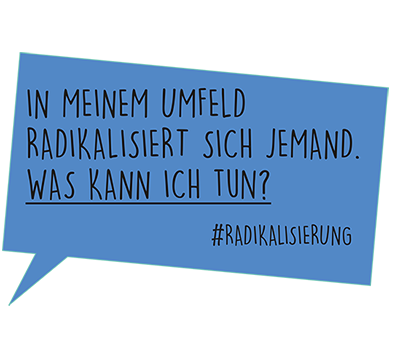 IN MEINEM UMFELD
RADIKALISIERT SICH JEMAND.
WAS KANN ICH TUN?
#RADIKALISIERUNG